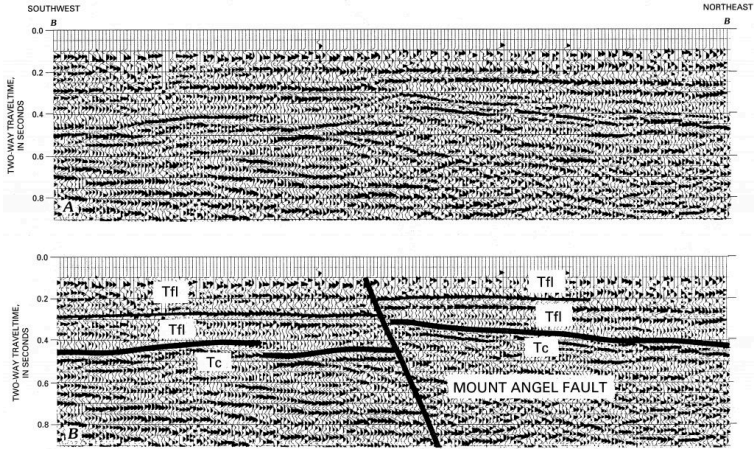 SOUTHWEST
NORTHEAST
B
B
0.0
0.2
0.4
0.6
0.8
TWO-WAY TRAVELTIME,
IN SECONDS
A
0.0
0.2
0.4
0.6
0.8
TWO-WAY TRAVELTIME,
IN SECONDS
Tfl
Tfl
Tfl
Tfl
Tc
Tc
MOUNT ANGEL FAULT
B